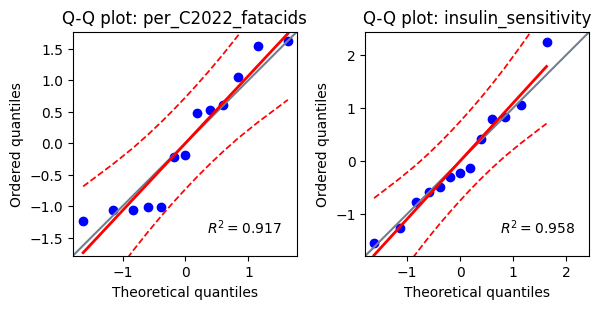 Q-Q plot: per_C2022_fatacids
Ordered quantiles
1.5
1.0
0.5
0.0
−0.5
−1.0
−1.5
R² = 0.917
−1
0
1
Theoretical quantiles
Q-Q plot: insulin_sensitivity
Ordered quantiles
2
1
0
−1
R² = 0.958
−1
0
1
2
Theoretical quantiles